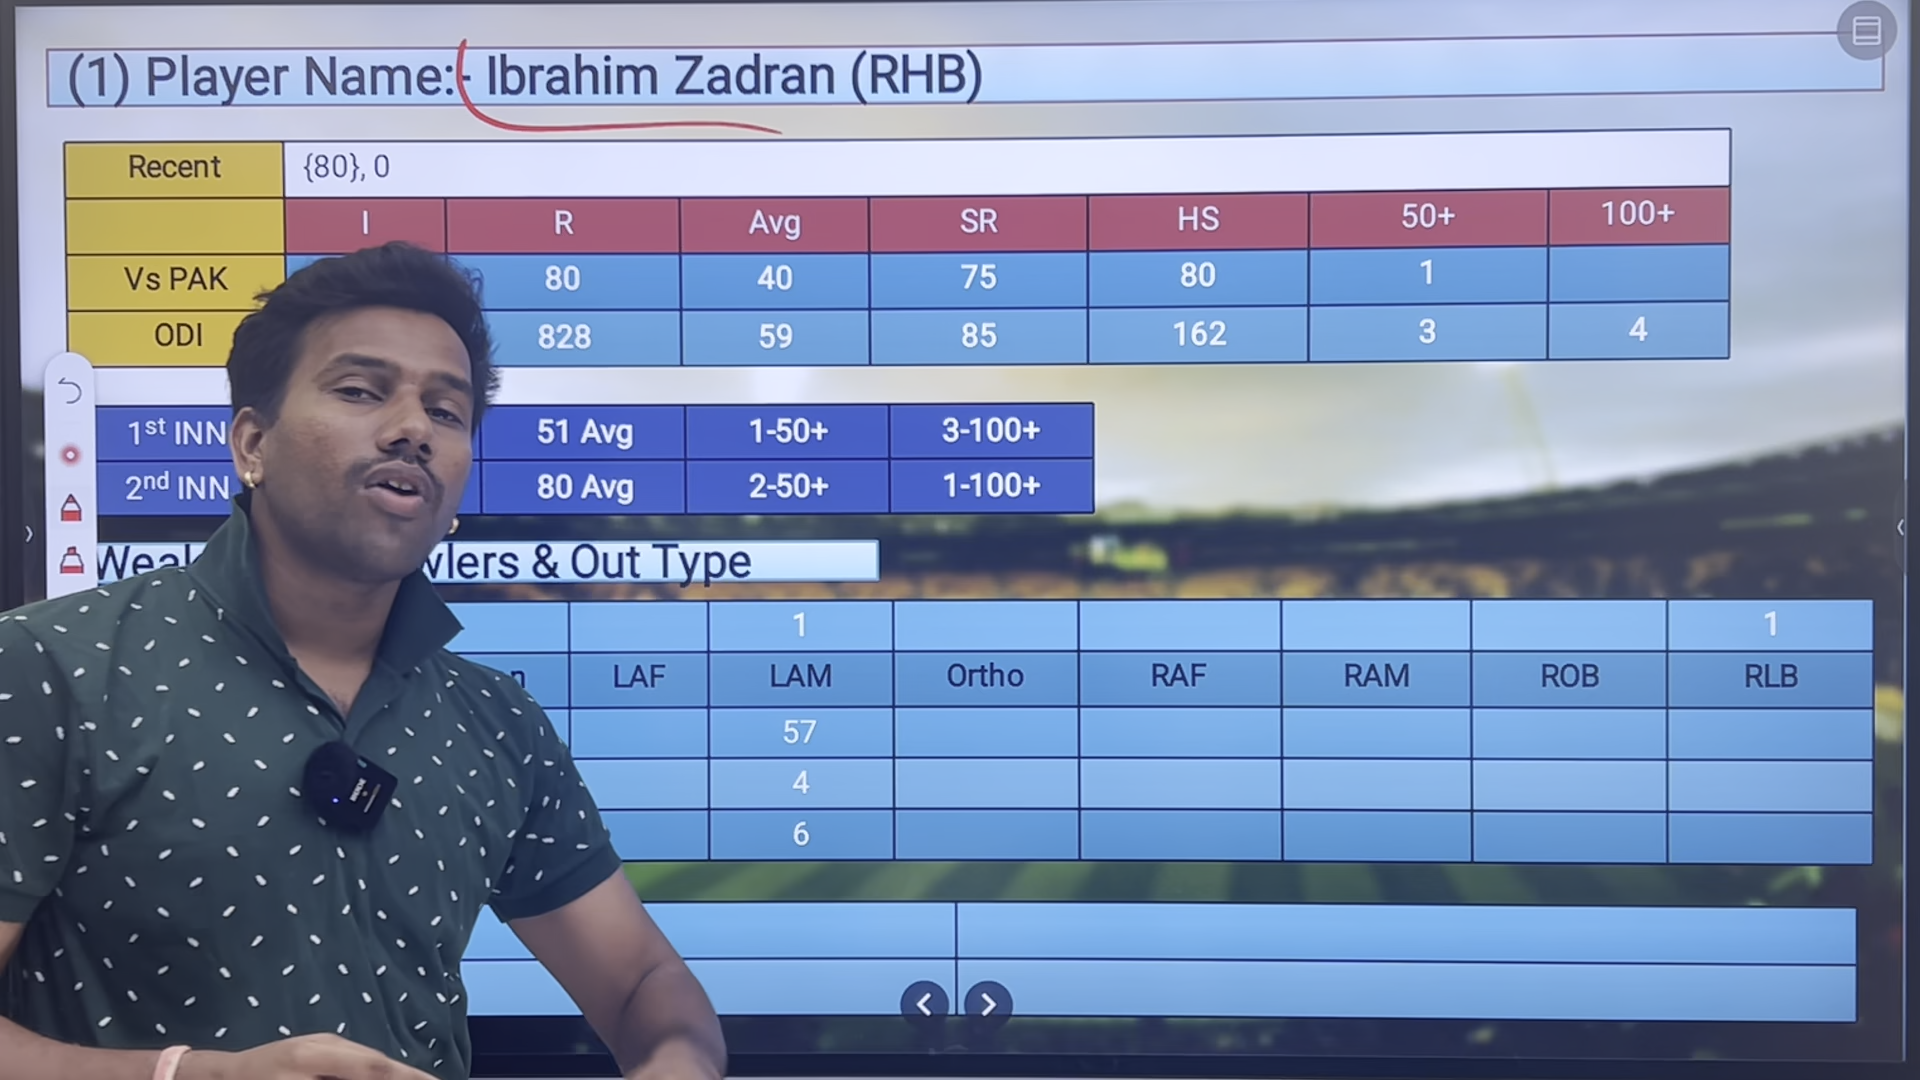 (1) Player Name:- Ibrahim Zadran (RHB)
Recent {80}, 0
I R Avg SR HS 50+ 100+
Vs PAK 80 40 75 80 1
ODI 828 59 85 162 3 4
1st INN 51 Avg 1-50+ 3-100+
2nd INN 80 Avg 2-50+ 1-100+
& Out Type
1 1
LAF LAM Ortho RAF RAM ROB RLB
57
4
6